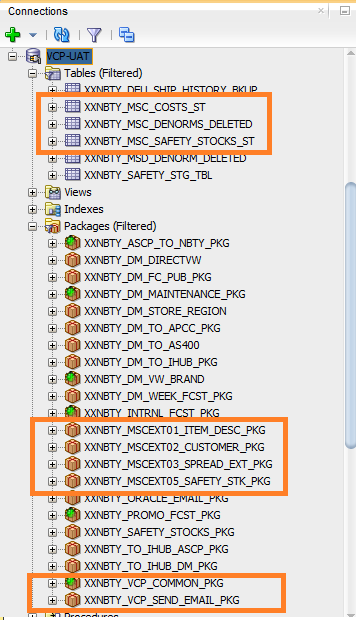 Connections
VCP-UAT
Tables (Filtered)
XXNBTY_DELL_SHIP_HISTORY_BKUP
XXNBTY_MSC_COSTS_ST
XXNBTY_MSC_DENORMS_DELETED
XXNBTY_MSC_SAFETY_STOCKS_ST
XXNBTY_MSD_DENORM_DELETED
XXNBTY_SAFETY_STG_TBL
Views
Indexes
Packages (Filtered)
XXNBTY_ASCP_TO_NBTY_PKG
XXNBTY_DM_DIRECTVW
XXNBTY_DM_FC_PUB_PKG
XXNBTY_DM_MAINTENANCE_PKG
XXNBTY_DM_STORE_REGION
XXNBTY_DM_TO_APCC_PKG
XXNBTY_DM_TO_AS400
XXNBTY_DM_TO_IHUB_PKG
XXNBTY_DM_VW_BRAND
XXNBTY_DM_WEEK_FCST_PKG
XXNBTY_INTRNL_FCST_PKG
XXNBTY_MSCEXT01_ITEM_DESC_PKG
XXNBTY_MSCEXT02_CUSTOMER_PKG
XXNBTY_MSCEXT03_SPREAD_EXT_PKG
XXNBTY_MSCEXT05_SAFETY_STK_PKG
XXNBTY_ORACLE_EMAIL_PKG
XXNBTY_PROMO_FCST_PKG
XXNBTY_SAFETY_STOCKS_PKG
XXNBTY_TO_IHUB_ASCP_PKG
XXNBTY_TO_IHUB_DM_PKG
XXNBTY_VCP_COMMON_PKG
XXNBTY_VCP_SEND_EMAIL_PKG
Procedures